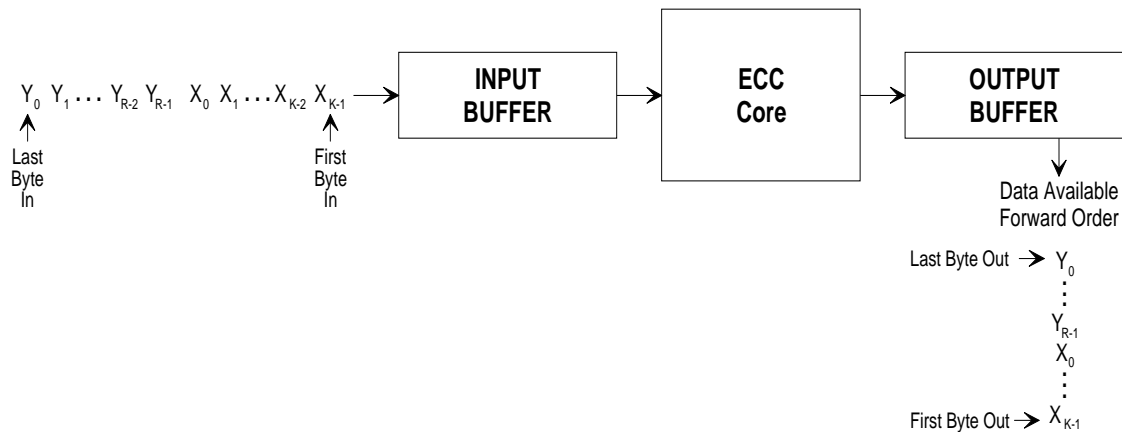 INPUT
BUFFER
ECC
Core
OUTPUT
BUFFER
Y0 Y1 ... YR-2 YR-1 X0 X1 ... XK-2 XK-1
Last
Byte
In
First
Byte
In
Data Available
Forward Order
Last Byte Out
Y0
⋮
YR-1
X0
⋮
First Byte Out
XK-1